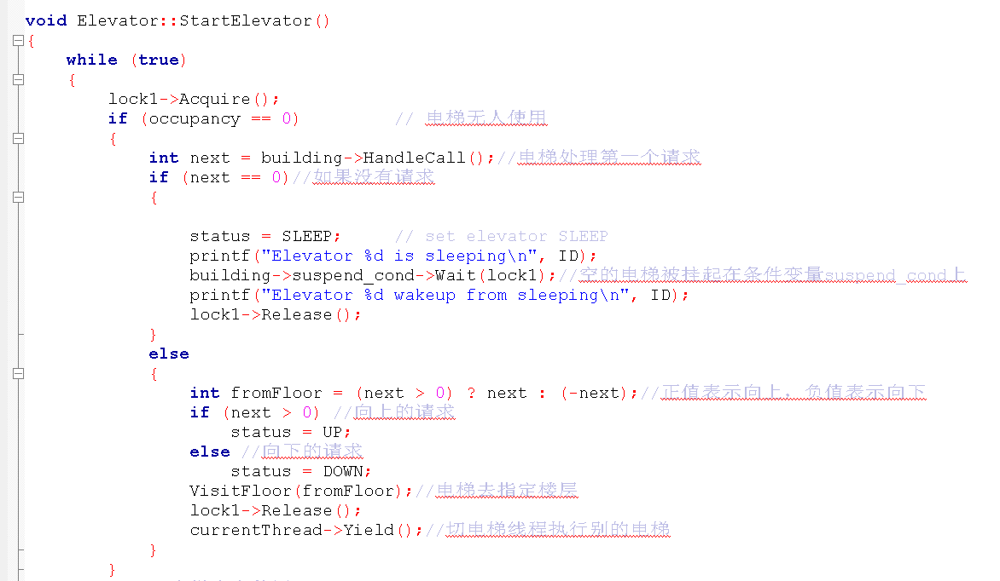 void Elevator::StartElevator()
{
while (true)
{
lock1->Acquire();
if (occupancy == 0) // 电梯无人使用
{
int next = building->HandleCall();//电梯处理第一个请求
if (next == 0)//如果没有请求
{
status = SLEEP; // set elevator SLEEP
printf("Elevator %d is sleeping\n", ID);
building->suspend_cond->Wait(lock1);//空的电梯被挂起在条件变量suspend_cond上
printf("Elevator %d wakeup from sleeping\n", ID);
lock1->Release();
}
else
{
int fromFloor = (next > 0) ? next : (-next);//正值表示向上，负值表示向下
if (next > 0) //向上的请求
status = UP;
else //向下的请求
status = DOWN;
VisitFloor(fromFloor);//电梯去指定楼层
lock1->Release();
currentThread->Yield();//切电梯线程执行别的电梯
}
}